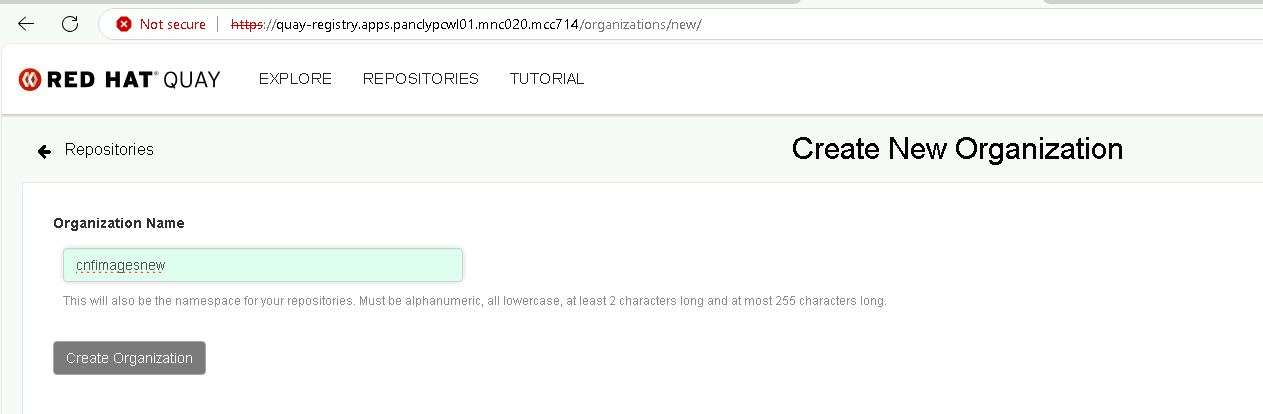 Not secure https://quay-registry.apps.panclypcwl01.mnc020.mcc714/organizations/new/
RED HAT® QUAY EXPLORE REPOSITORIES TUTORIAL
Repositories Create New Organization
Organization Name
cnfimagesnew
This will also be the namespace for your repositories. Must be alphanumeric, all lowercase, at least 2 characters long and at most 255 characters long.
Create Organization